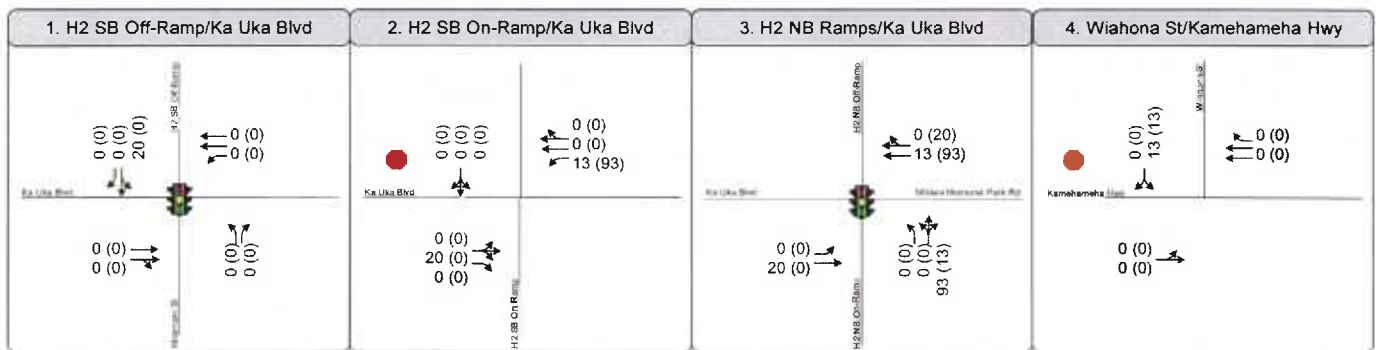 1. H2 SB Off-Ramp/Ka Uka Blvd
0 (0)
0 (0)
20 (0)
H2 SB Off-Ramp
0 (0)
0 (0)
Ka Uka Blvd
0 (0)
0 (0)
0 (0)
0 (0)
2. H2 SB On-Ramp/Ka Uka Blvd
0 (0)
0 (0)
0 (0)
0 (0)
0 (0)
13 (93)
Ka Uka Blvd
0 (0)
20 (0)
0 (0)
H2 SB On Ramp
3. H2 NB Ramps/Ka Uka Blvd
H2 NB Off-Ramp
0 (20)
13 (93)
Ka Uka Blvd
Mililani Memorial Park Rd
0 (0)
20 (0)
0 (0)
0 (0)
93 (13)
H2 NB On-Ramp
4. Wiahona St/Kamehameha Hwy
0 (0)
13 (13)
0 (0)
0 (0)
Kamehameha Hwy
0 (0)
0 (0)